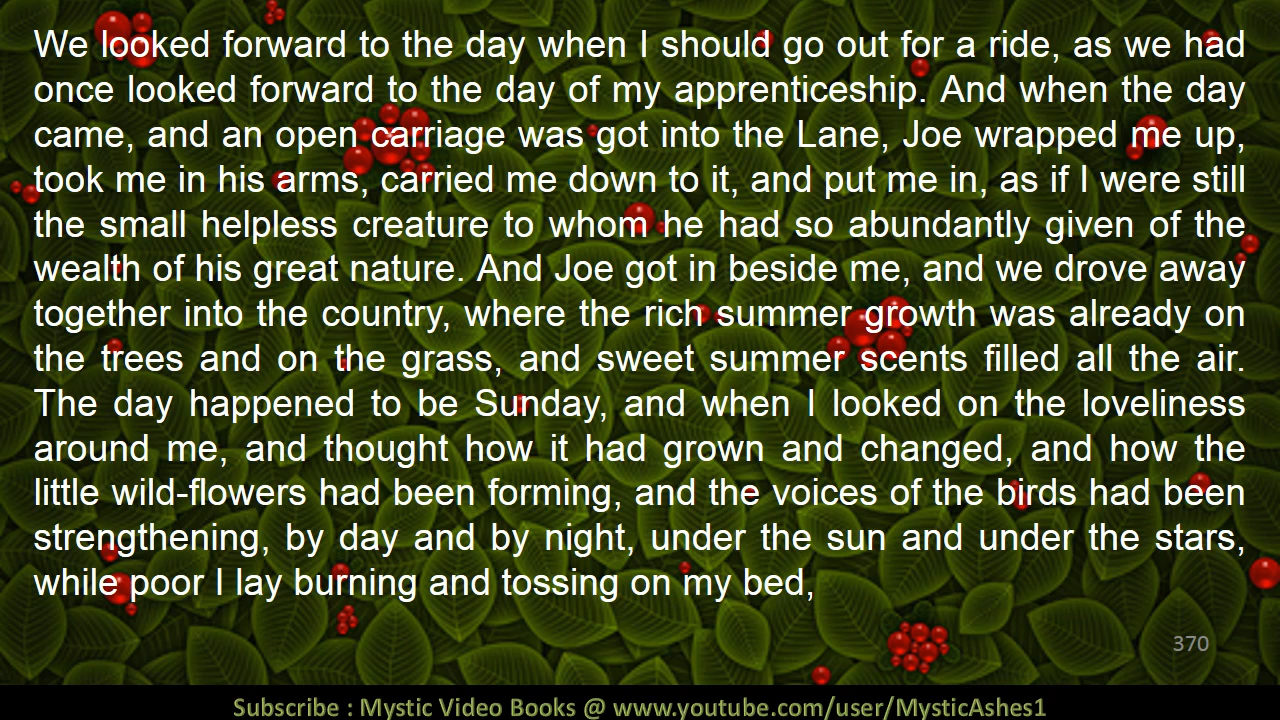 We looked forward to the day when I should go out for a ride, as we had
once looked forward to the day of my apprenticeship. And when the day
came, and an open carriage was got into the Lane, Joe wrapped me up,
took me in his arms, carried me down to it, and put me in, as if I were still
the small helpless creature to whom he had so abundantly given of the
wealth of his great nature. And Joe got in beside me, and we drove away
together into the country, where the rich summer growth was already on
the trees and on the grass, and sweet summer scents filled all the air.
The day happened to be Sunday, and when I looked on the loveliness
around me, and thought how it had grown and changed, and how the
little wild-flowers had been forming, and the voices of the birds had been
strengthening, by day and by night, under the sun and under the stars,
while poor I lay burning and tossing on my bed,
370
Subscribe : Mystic Video Books @ www.youtube.com/user/MysticAshes1